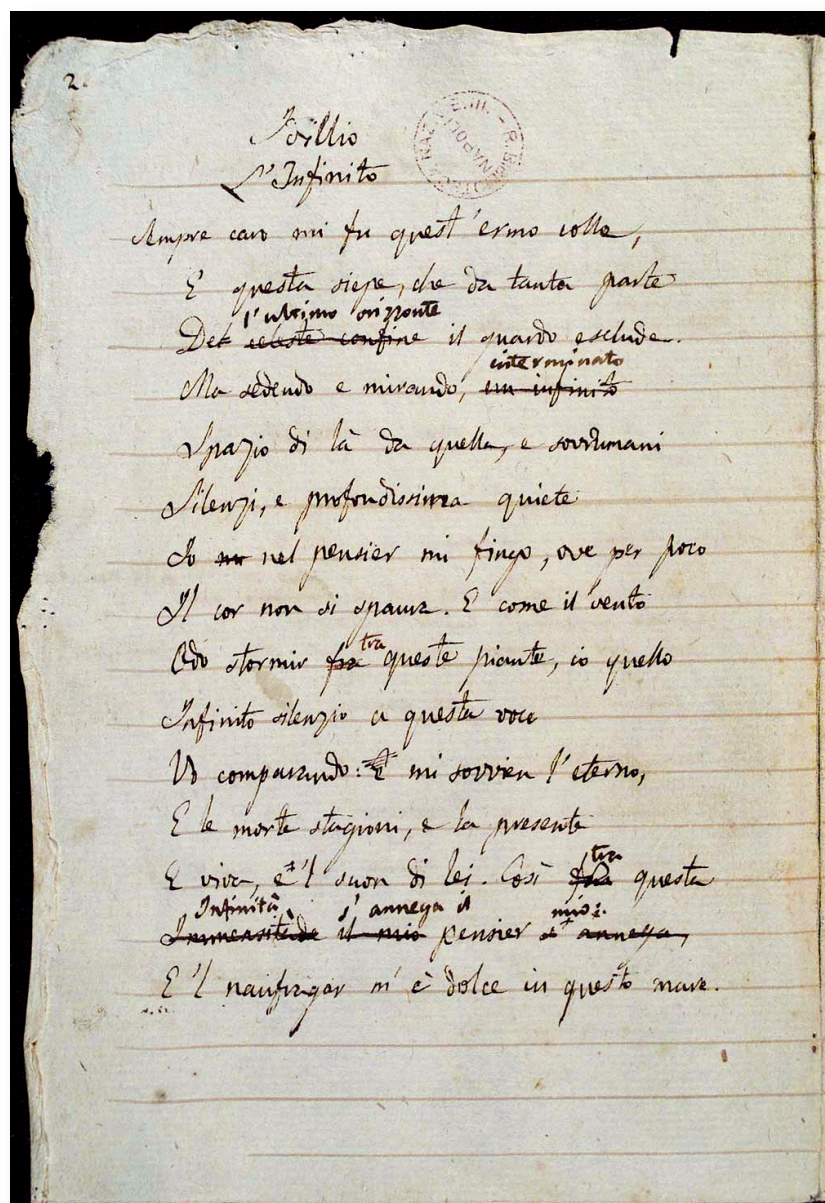 2.
Idillio
L'Infinito
Sempre caro mi fu quest'ermo colle,
E questa siepe, che da tanta parte
l'ultimo orizzonte
Del celeste confine il guardo esclude.
interminato
Ma sedendo e mirando, un infinito
Spazio di là da quella, e sovrumani
Silenzi, e profondissima quiete
Io nel pensier mi fingo, ove per poco
Il cor non si spaura. E come il vento
Odo stormir fra tra queste piante, io quello
Infinito silenzio a questa voce
Vo comparando: E mi sovvien l'eterno,
E le morte stagioni, e la presente
tra
E viva, e 'l suon di lei. Così fra questa
Infinità s'annega il mio:
Immensitade il mio pensier s'annega,
E 'l naufragar m'è dolce in questo mare.